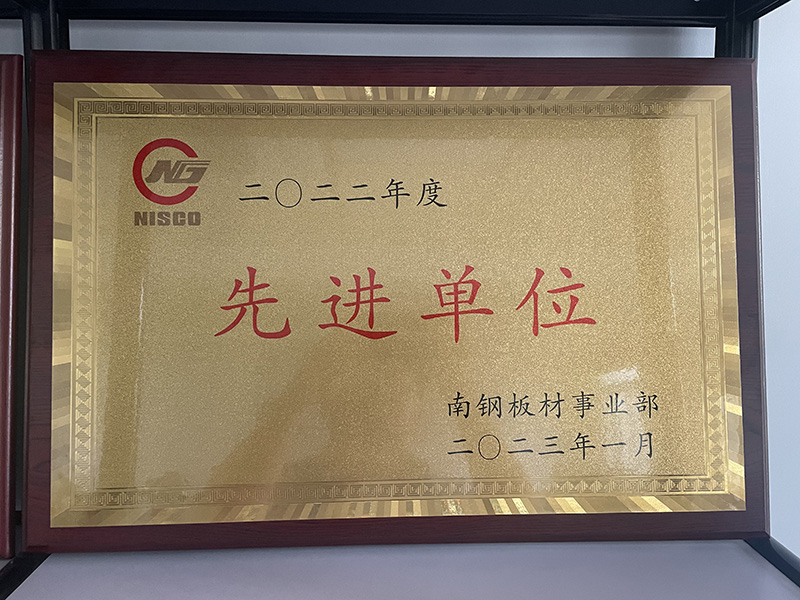 NG
NISCO
二〇二二年度
先进单位
南钢板材事业部
二〇二三年一月